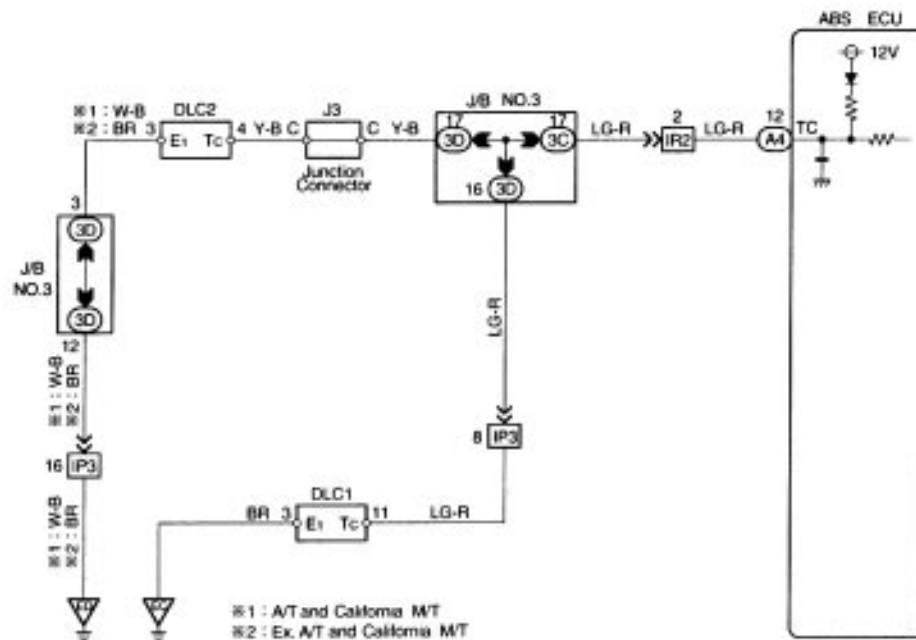 ABS ECU
12V
※1 : W-B
※2 : BR
3
DLC2
E1 Tc
4
Y-B
C
J3
C
Y-B
Junction
Connector
J/B NO.3
17
3D
17
3C
16
3D
LG-R
2
IR2
LG-R
12
A4
TC
3
3D
J/B
NO.3
3D
12
※1 : W-B
※2 : BR
16
IP3
※1 : W-B
※2 : BR
LG-R
8
IP3
DLC1
BR
3
E1 Tc
11
LG-R
※1 : A/T and California M/T
※2 : Ex. A/T and California M/T